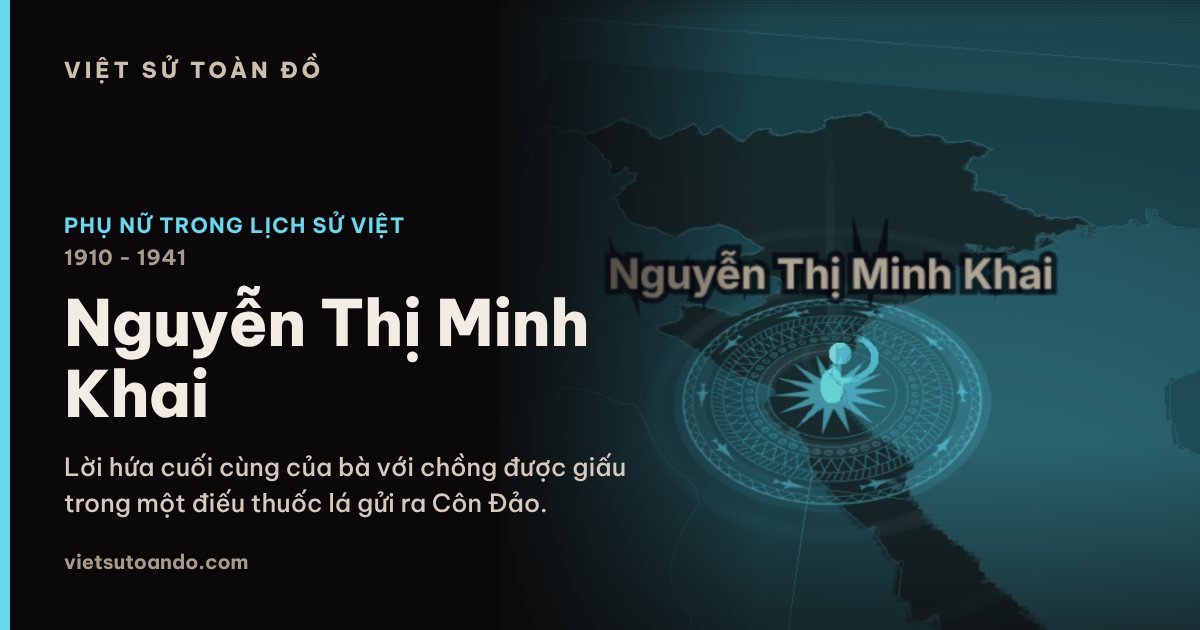 VIỆT SỬ TOÀN ĐỒ
PHỤ NỮ TRONG LỊCH SỬ VIỆT
1910 - 1941
Nguyễn Thị Minh
Khai
Lời hứa cuối cùng của bà với chồng được giấu
trong một điếu thuốc lá gửi ra Côn Đảo.
vietsutoando.com
Nguyễn Thị Minh Khai